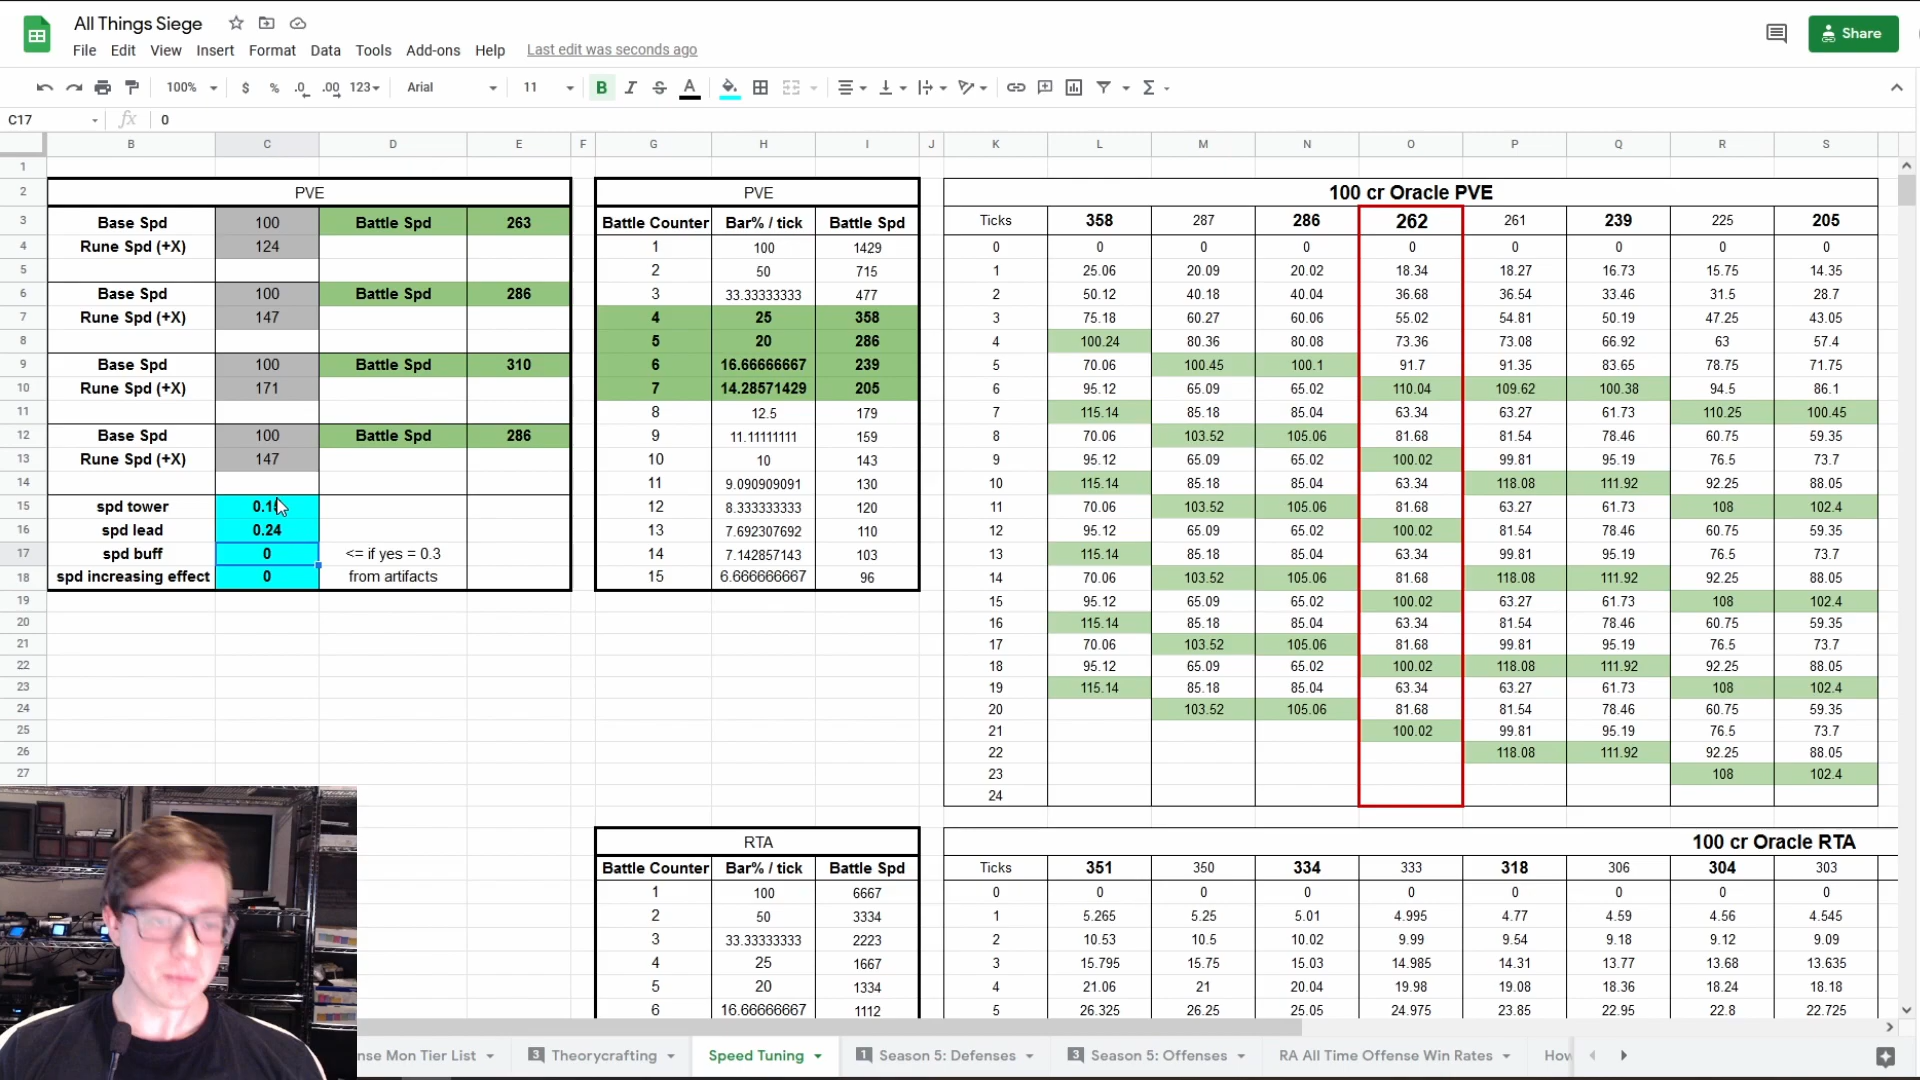 All Things Siege
File Edit View Insert Format Data Tools Add-ons Help Last edit was seconds ago
Share
100% $ % .0 .00 123 Arial 11 B I S A
C17 fx 0
B C D E F G H I J K L M N O P Q R S
1
2 PVE PVE 100 cr Oracle PVE
3 Base Spd 100 Battle Spd 263 Battle Counter Bar% / tick Battle Spd Ticks 358 287 286 262 261 239 225 205
4 Rune Spd (+X) 124 1 100 1429 0 0 0 0 0 0 0 0 0
5 2 50 715 1 25.06 20.09 20.02 18.34 18.27 16.73 15.75 14.35
6 Base Spd 100 Battle Spd 286 3 33.33333333 477 2 50.12 40.18 40.04 36.68 36.54 33.46 31.5 28.7
7 Rune Spd (+X) 147 4 25 358 3 75.18 60.27 60.06 55.02 54.81 50.19 47.25 43.05
8 5 20 286 4 100.24 80.36 80.08 73.36 73.08 66.92 63 57.4
9 Base Spd 100 Battle Spd 310 6 16.66666667 239 5 70.06 100.45 100.1 91.7 91.35 83.65 78.75 71.75
10 Rune Spd (+X) 171 7 14.28571429 205 6 95.12 65.09 65.02 110.04 109.62 100.38 94.5 86.1
11 8 12.5 179 7 115.14 85.18 85.04 63.34 63.27 61.73 110.25 100.45
12 Base Spd 100 Battle Spd 286 9 11.11111111 159 8 70.06 103.52 105.06 81.68 81.54 78.46 60.75 59.35
13 Rune Spd (+X) 147 10 10 143 9 95.12 65.09 65.02 100.02 99.81 95.19 76.5 73.7
14 11 9.090909091 130 10 115.14 85.18 85.04 63.34 118.08 111.92 92.25 88.05
15 spd tower 12 8.333333333 120 11 70.06 103.52 105.06 81.68 63.27 61.73 108 102.4
16 spd lead 0.24 13 7.692307692 110 12 95.12 65.09 65.02 100.02 81.54 78.46 60.75 59.35
17 spd buff 0 <= if yes = 0.3 14 7.142857143 103 13 115.14 85.18 85.04 63.34 99.81 95.19 76.5 73.7
18 spd increasing effect 0 from artifacts 15 6.666666667 96 14 70.06 103.52 105.06 81.68 118.08 111.92 92.25 88.05
19 15 95.12 65.09 65.02 100.02 63.27 61.73 108 102.4
20 16 115.14 85.18 85.04 63.34 81.54 78.46 60.75 59.35
21 17 70.06 103.52 105.06 81.68 99.81 95.19 76.5 73.7
22 18 95.12 65.09 65.02 100.02 118.08 111.92 92.25 88.05
23 19 115.14 85.18 85.04 63.34 63.27 61.73 108 102.4
24 20 103.52 105.06 81.68 81.54 78.46 60.75 59.35
25 21 100.02 99.81 95.19 76.5 73.7
26 22 118.08 111.92 92.25 88.05
27 23 108 102.4
24
RTA 100 cr Oracle RTA
Battle Counter Bar% / tick Battle Spd Ticks 351 350 334 333 318 306 304 303
1 100 6667 0 0 0 0 0 0 0 0 0
2 50 3334 1 5.265 5.25 5.01 4.995 4.77 4.59 4.56 4.545
3 33.33333333 2223 2 10.53 10.5 10.02 9.99 9.54 9.18 9.12 9.09
4 25 1667 3 15.795 15.75 15.03 14.985 14.31 13.77 13.68 13.635
5 20 1334 4 21.06 21 20.04 19.98 19.08 18.36 18.24 18.18
6 16.66666667 1112 5 26.325 26.25 25.05 24.975 23.85 22.95 22.8 22.725
nse Mon Tier List 3 Theorycrafting Speed Tuning 1 Season 5: Defenses 3 Season 5: Offenses RA All Time Offense Win Rates How